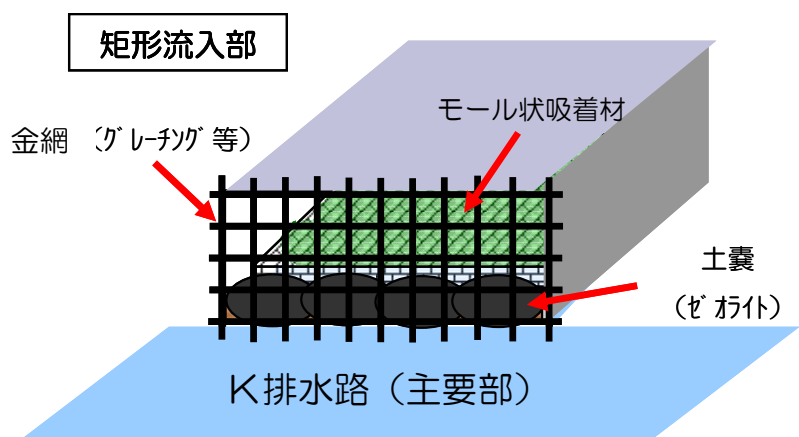 矩形流入部
モール状吸着材
金網 （ｸﾞﾚｰﾁﾝｸﾞ等）
土嚢
（ｾﾞｵﾗｲﾄ）
K排水路（主要部）